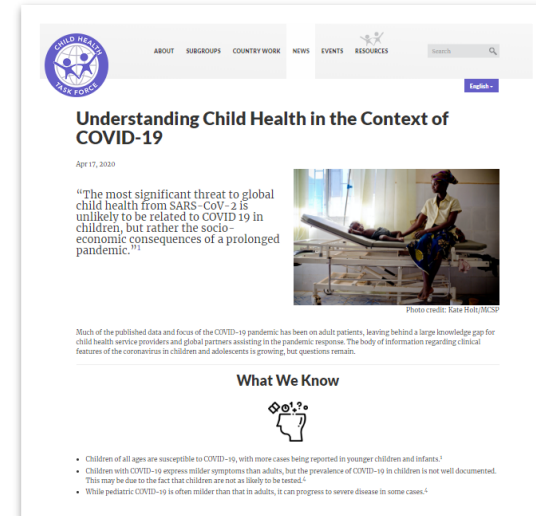 CHILD HEALTH
TASK FORCE
ABOUT SUBGROUPS COUNTRY WORK NEWS EVENTS RESOURCES
Search
English
Understanding Child Health in the Context of
COVID-19
Apr 17, 2020
“The most significant threat to global
child health from SARS-CoV-2 is
unlikely to be related to COVID 19 in
children, but rather the socio-
economic consequences of a prolonged
pandemic.”1
Photo credit: Kate Holt/MCSP
Much of the published data and focus of the COVID-19 pandemic has been on adult patients, leaving behind a large knowledge gap for
child health service providers and global partners assisting in the pandemic response. The body of information regarding clinical
features of the coronavirus in children and adolescents is growing, but questions remain.
What We Know
• Children of all ages are susceptible to COVID-19, with more cases being reported in younger children and infants.1
• Children with COVID-19 express milder symptoms than adults, but the prevalence of COVID-19 in children is not well documented.
This may be due to the fact that children are not as likely to be tested.
• While pediatric COVID-19 is often milder than that in adults, it can progress to severe disease in some cases.